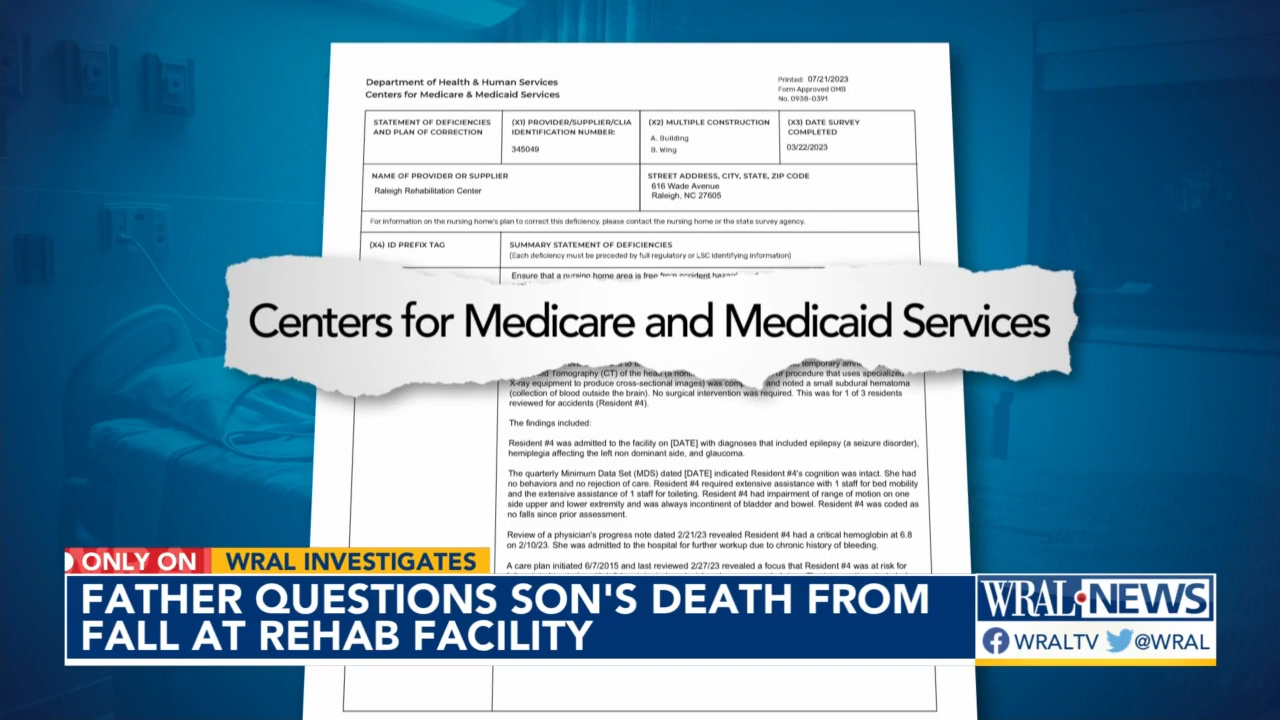 Department of Health & Human Services
Centers for Medicare & Medicaid Services
Printed: 07/21/2023
Form Approved OMB
No. 0938-0391
STATEMENT OF DEFICIENCIES
AND PLAN OF CORRECTION
(X1) PROVIDER/SUPPLIER/CLIA
IDENTIFICATION NUMBER:
345049
(X2) MULTIPLE CONSTRUCTION
A. Building
B. Wing
(X3) DATE SURVEY
COMPLETED
03/22/2023
NAME OF PROVIDER OR SUPPLIER
Raleigh Rehabilitation Center
STREET ADDRESS, CITY, STATE, ZIP CODE
616 Wade Avenue
Raleigh, NC 27605
For information on the nursing home's plan to correct this deficiency, please contact the nursing home or the state survey agency.
(X4) ID PREFIX TAG
SUMMARY STATEMENT OF DEFICIENCIES
(Each deficiency must be preceded by full regulatory or LSC identifying information)
Ensure that a nursing home area is free from accident
Centers for Medicare and Medicaid Services
temporary
Tomography (CT) of the head (a procedure that uses specialized
X-ray equipment to produce cross-sectional images) was and noted a small subdural hematoma
(collection of blood outside the brain). No surgical intervention was required. This was for 1 of 3 residents
reviewed for accidents (Resident #4).
The findings included:
Resident #4 was admitted to the facility on [DATE] with diagnoses that included epilepsy (a seizure disorder),
hemiplegia affecting the left non dominant side, and glaucoma.
The quarterly Minimum Data Set (MDS) dated [DATE] indicated Resident #4's cognition was intact. She had
no behaviors and no rejection of care. Resident #4 required extensive assistance with 1 staff for bed mobility
and the extensive assistance of 1 staff for toileting. Resident #4 had impairment of range of motion on one
side upper and lower extremity and was always incontinent of bladder and bowel. Resident #4 was coded as
no falls since prior assessment.
Review of a physician's progress note dated 2/21/23 revealed Resident #4 had a critical hemoglobin at 6.8
on 2/10/23. She was admitted to the hospital for further workup due to chronic history of bleeding.
A care plan initiated 6/7/2015 and last reviewed 2/27/23 revealed a focus that Resident #4 was at risk for
ONLY ON WRAL INVESTIGATES
FATHER QUESTIONS SON'S DEATH FROM
FALL AT REHAB FACILITY
WRAL NEWS
WRALTV @WRAL